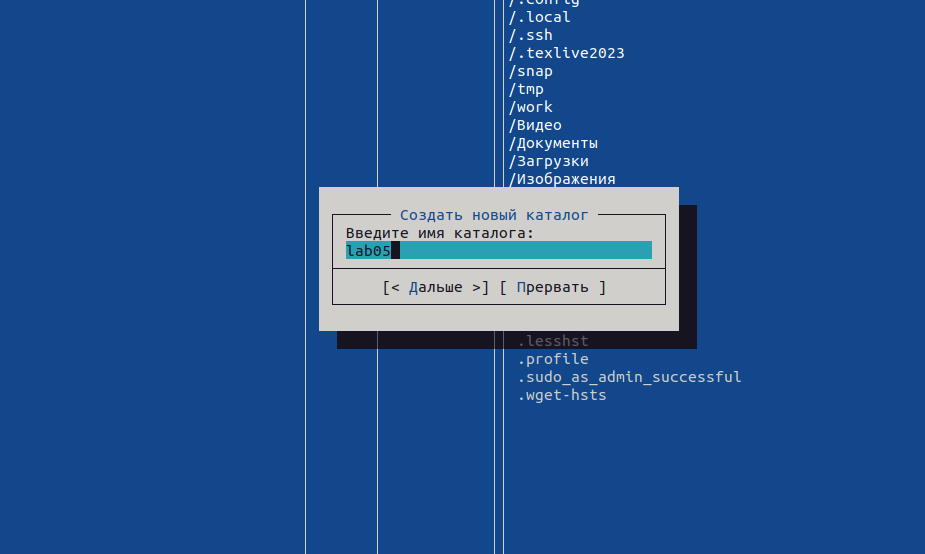 /.config
/.local
/.ssh
/.texlive2023
/snap
/tmp
/work
/Видео
/Документы
/Загрузки
/Изображения
Создать новый каталог
Введите имя каталога:
lab05
[< Дальше >] [ Прервать ]
.lesshst
.profile
.sudo_as_admin_successful
.wget-hsts